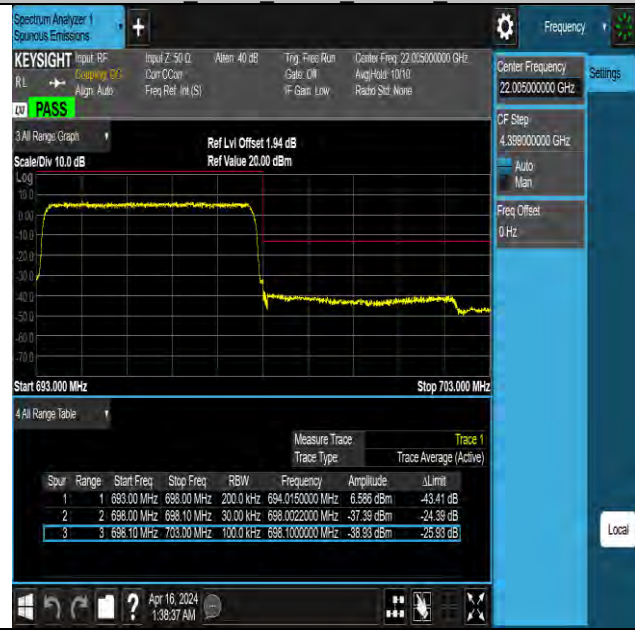 Spectrum Analyzer 1
Spurious Emissions
+
Frequency
KEYSIGHT Input: RF Input Z: 50 Ω Atten: 40 dB Trig: Free Run Center Freq: 22.005000000 GHz
RL Coupling: DC Corr CCorr Gate: Off Avg|Hold: 10/10
Align: Auto Freq Ref: Int (S) IF Gain: Low Radio Std: None
LXI PASS
3 All Range Graph
Ref Lvl Offset 1.94 dB
Scale/Div 10.0 dB Ref Value 20.00 dBm
Log
10.0
0.00
-10.0
-20.0
-30.0
-40.0
-50.0
-60.0
-70.0
Start 693.000 MHz Stop 703.000 MHz
4 All Range Table
Measure Trace Trace 1
Trace Type Trace Average (Active)
Spur Range Start Freq Stop Freq RBW Frequency Amplitude ΔLimit
1 1 693.00 MHz 698.00 MHz 200.0 kHz 694.0150000 MHz 6.586 dBm -43.41 dB
2 2 698.00 MHz 698.10 MHz 30.00 kHz 698.0022000 MHz -37.39 dBm -24.39 dB
3 3 698.10 MHz 703.00 MHz 100.0 kHz 698.1000000 MHz -38.93 dBm -25.93 dB
Center Frequency
22.005000000 GHz
Settings
CF Step
4.399000000 GHz
Auto
Man
Freq Offset
0 Hz
Local
?
Apr 16, 2024
1:38:37 AM